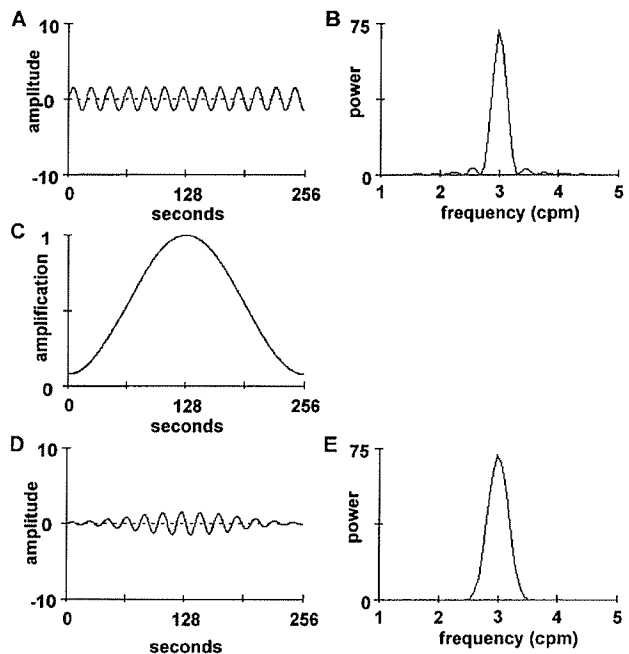 A
10
0
-10
amplitude
0 128 256
seconds
B
75
0
power
1 2 3 4 5
frequency (cpm)
C
1
0
amplification
0 128 256
seconds
D
10
0
-10
amplitude
0 128 256
seconds
E
75
0
power
1 2 3 4 5
frequency (cpm)